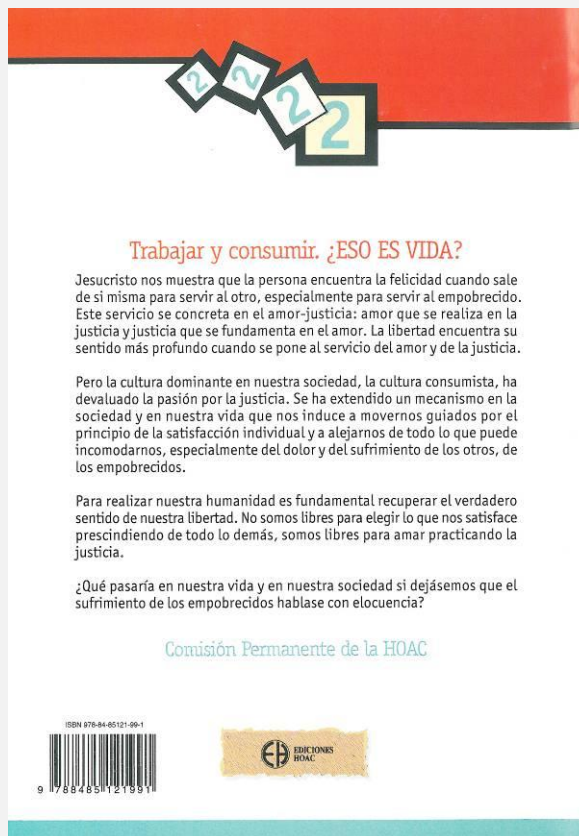 2
2
2
2
Trabajar y consumir. ¿ESO ES VIDA?
Jesucristo nos muestra que la persona encuentra la felicidad cuando sale
de si misma para servir al otro, especialmente para servir al empobrecido.
Este servicio se concreta en el amor-justicia: amor que se realiza en la
justicia y justicia que se fundamenta en el amor. La libertad encuentra su
sentido más profundo cuando se pone al servicio del amor y de la justicia.
Pero la cultura dominante en nuestra sociedad, la cultura consumista, ha
devaluado la pasión por la justicia. Se ha extendido un mecanismo en la
sociedad y en nuestra vida que nos induce a movernos guiados por el
principio de la satisfacción individual y a alejarnos de todo lo que puede
incomodarnos, especialmente del dolor y del sufrimiento de los otros, de
los empobrecidos.
Para realizar nuestra humanidad es fundamental recuperar el verdadero
sentido de nuestra libertad. No somos libres para elegir lo que nos satisface
prescindiendo de todo lo demás, somos libres para amar practicando la
justicia.
¿Qué pasaría en nuestra vida y en nuestra sociedad si dejásemos que el
sufrimiento de los empobrecidos hablase con elocuencia?
Comisión Permanente de la HOAC
ISBN 978-84-85121-99-1
9 788485 121991
EDICIONES
HOAC